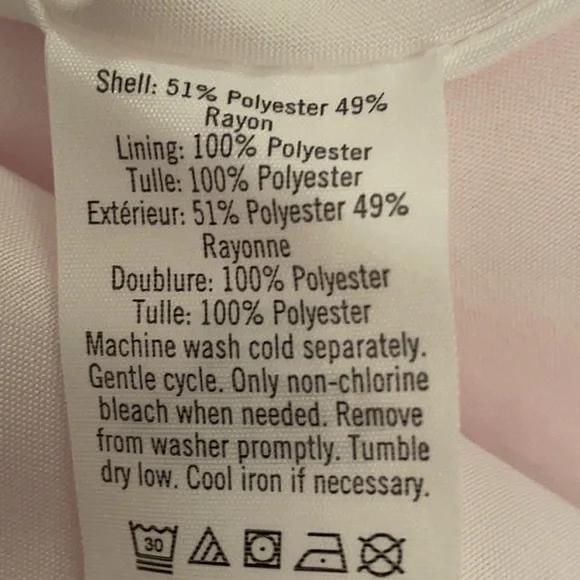 Shell: 51% Polyester 49%
Rayon
Lining: 100% Polyester
Tulle: 100% Polyester
Extérieur: 51% Polyester 49%
Rayonne
Doublure: 100% Polyester
Tulle: 100% Polyester
Machine wash cold separately.
Gentle cycle. Only non-chlorine
bleach when needed. Remove
from washer promptly. Tumble
dry low. Cool iron if necessary.
30